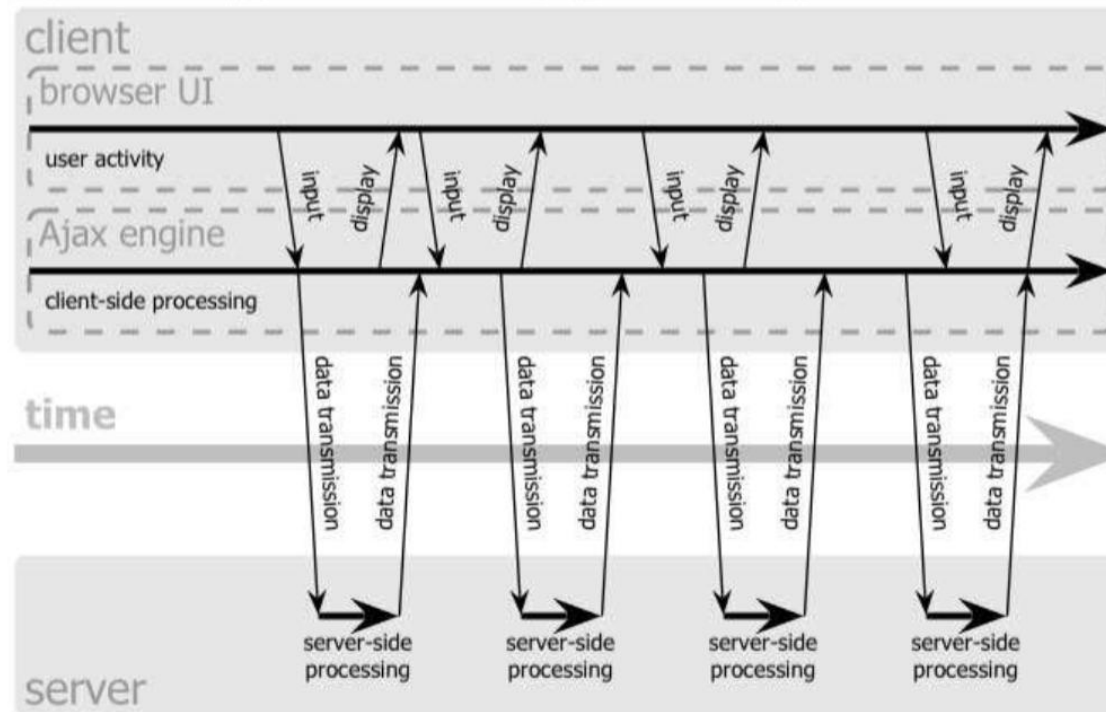 client
browser UI
user activity
input
display
input
display
input
display
input
display
Ajax engine
client-side processing
data transmission
data transmission
data transmission
data transmission
data transmission
data transmission
data transmission
data transmission
time
server-side
processing
server-side
processing
server-side
processing
server-side
processing
server